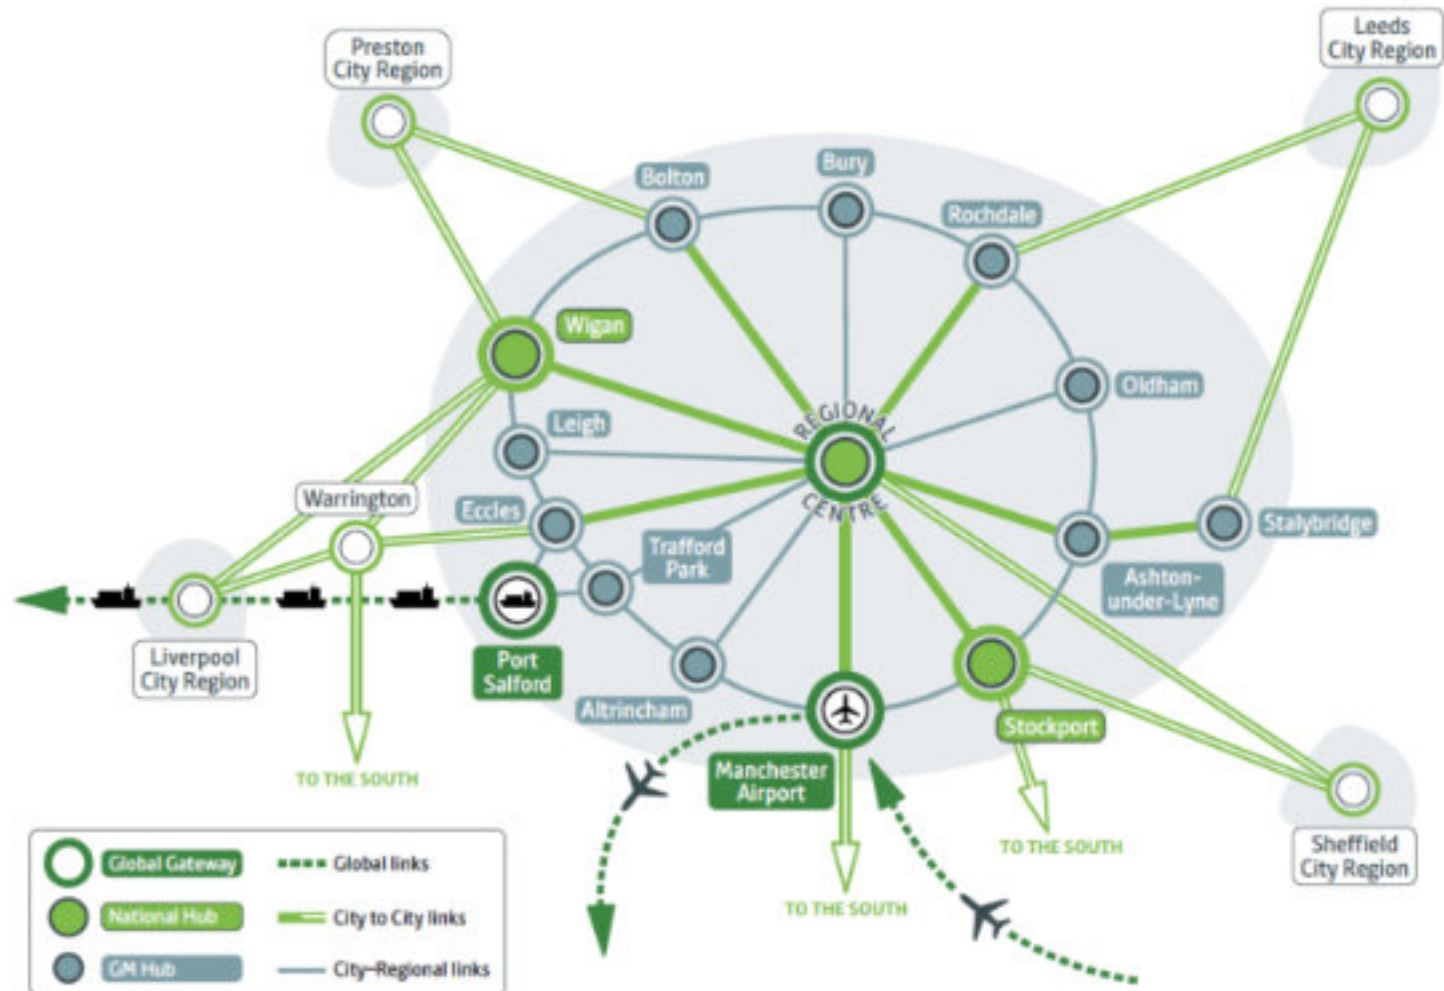 Preston
City Region
Leeds
City Region
Bury
Bolton
Rochdale
Wigan
Oldham
REGIONAL
CENTRE
Leigh
Warrington
Eccles
Stalybridge
Trafford
Park
Ashton-
under-Lyne
Liverpool
City Region
Port
Salford
Altrincham
Stockport
TO THE SOUTH
Manchester
Airport
TO THE SOUTH
Sheffield
City Region
TO THE SOUTH
Global Gateway
Global links
National Hub
City to City links
GM Hub
City–Regional links